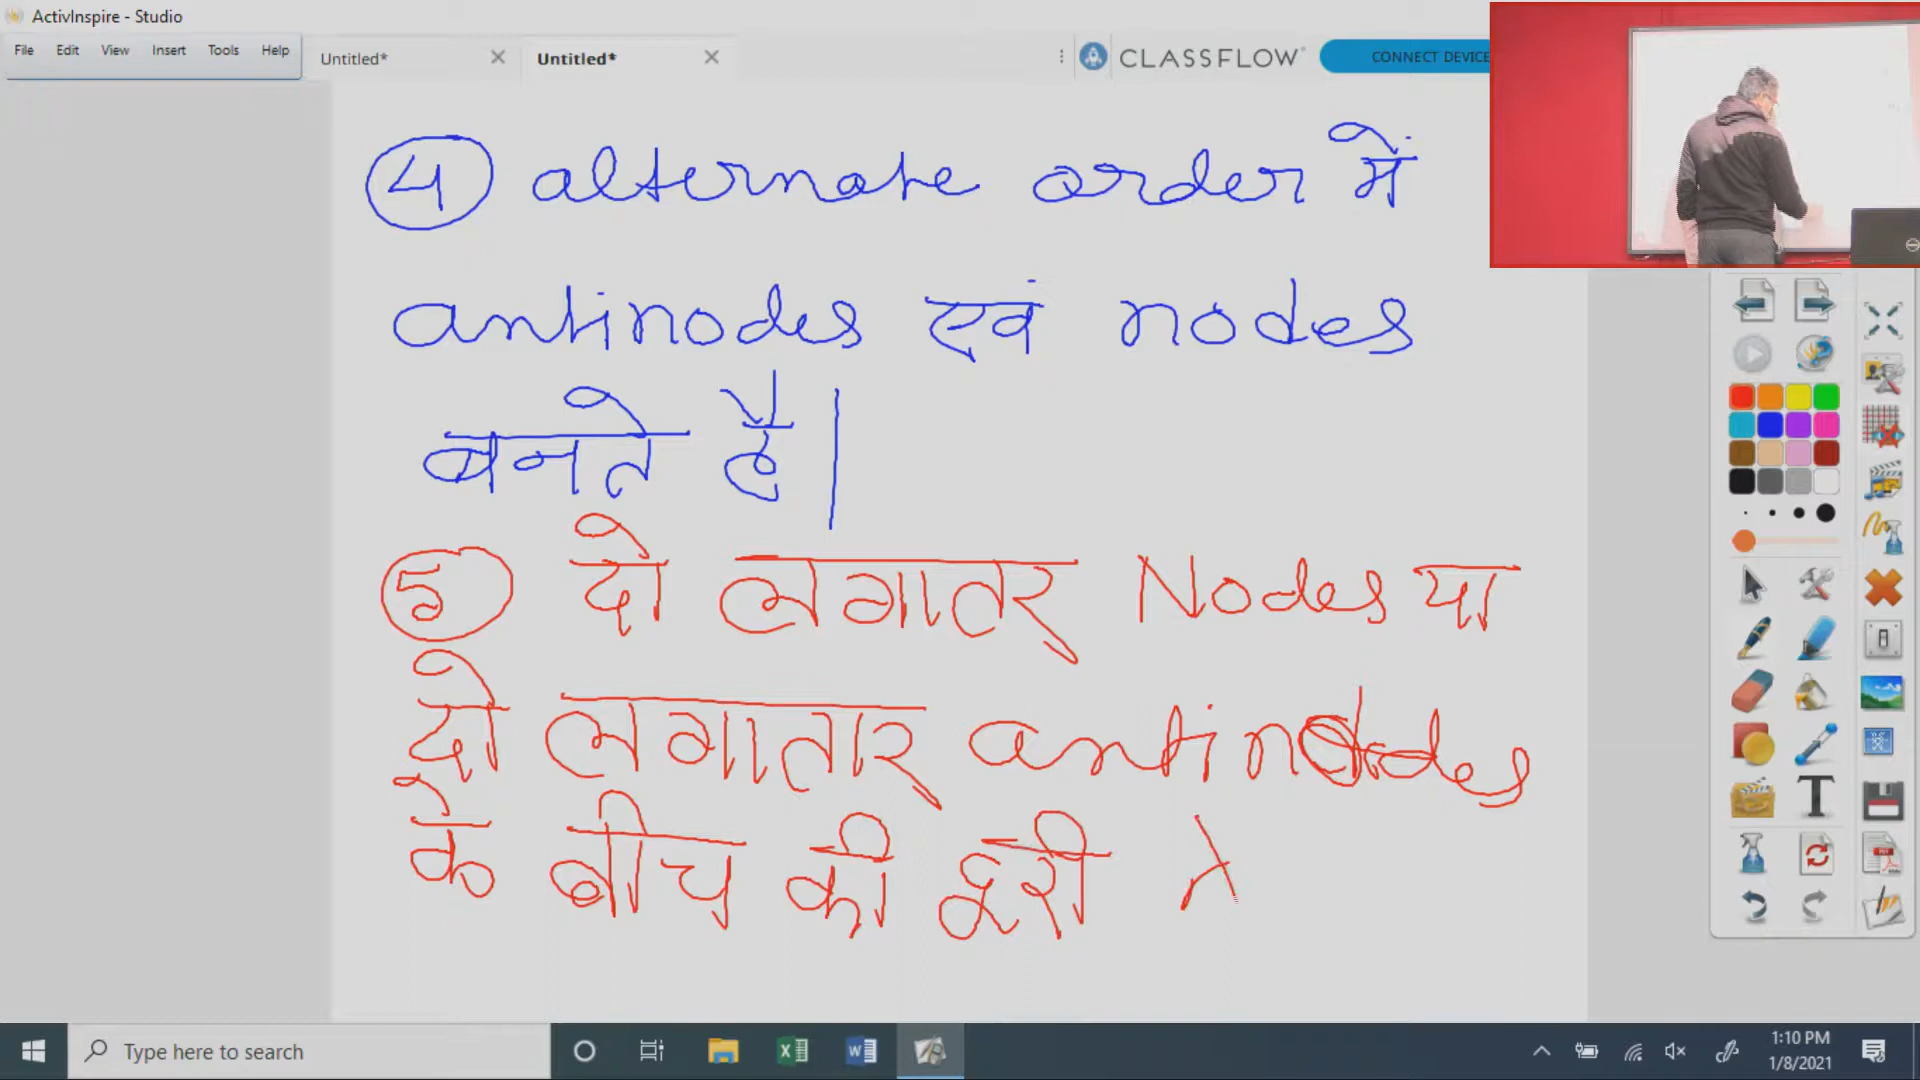 ActivInspire - Studio
File Edit View Insert Tools Help
Untitled* Untitled*
CLASSFLOW CONNECT DEVICE
④ alternate order में
antinodes एवं nodes
बनते हैं।
⑤ दो लगातर Nodes या
दो लगातार antinodes
के बीच की दूरी λ
Type here to search
1:10 PM
1/8/2021